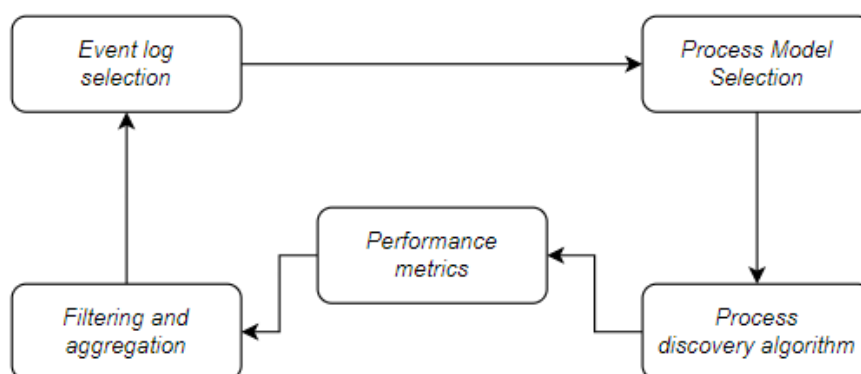 Event log
selection
Process Model
Selection
Performance
metrics
Filtering and
aggregation
Process
discovery algorithm